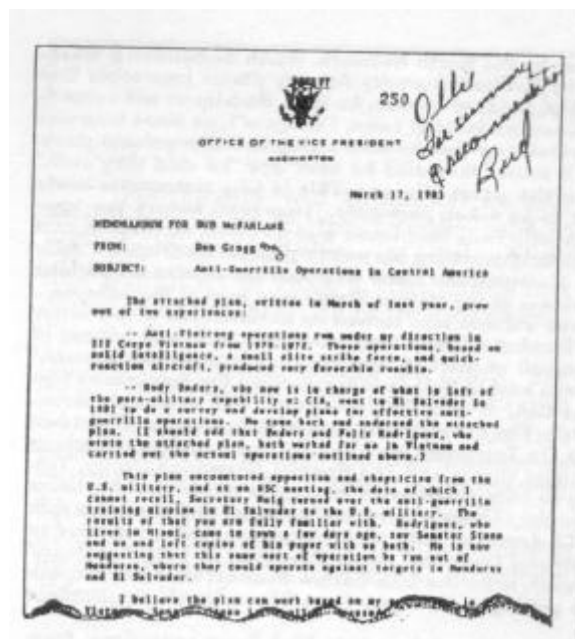 250
Ollie
For summary
& recommendation
Bud
OFFICE OF THE VICE PRESIDENT
WASHINGTON
March 17, 1983
MEMORANDUM FOR BUD McFARLANE
FROM: Don Gregg
SUBJECT: Anti-Guerrilla Operations in Central America
The attached plan, written in March of last year, grew
out of two experiences:
-- Anti-Vietcong operations run under my direction in
III Corps Vietnam from 1970-1972. These operations, based on
solid intelligence, a small elite strike force, and quick-
reaction aircraft, produced very favorable results.
-- Rudy Enders, who now is in charge of what is left of
the para-military capability of CIA, went to El Salvador in
1981 to do a survey and develop plans for effective anti-
guerrilla operations. He came back and endorsed the attached
plan. (I should add that Enders and Felix Rodriguez, who
wrote the attached plan, both worked for me in Vietnam and
carried out the actual operations outlined above.)
This plan encountered opposition and skepticism from the
U.S. military, and at an NSC meeting, the date of which I
cannot recall, Secretary Haig turned over the anti-guerrilla
training mission in El Salvador to the U.S. military. The
results of that you are fully familiar with. Rodriguez, who
lives in Miami, came in town a few days ago, saw Senator Stone
and me and left copies of his paper with us both. He is now
suggesting that this same sort of operation be run out of
Honduras, where they could operate against targets in Honduras
and El Salvador.
I believe the plan can work based on my experience in